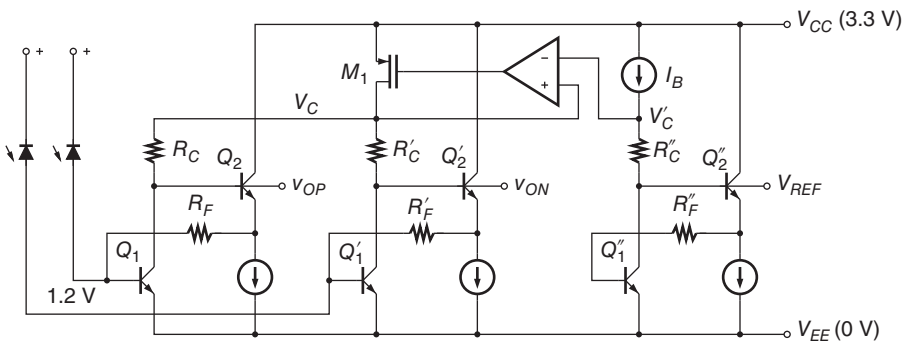 V_CC (3.3 V)
+ +
M_1 − + I_B
V_C V'_C
R_C Q_2 R'_C Q'_2 R''_C Q''_2
v_OP v_ON V_REF
R_F R'_F R''_F
Q_1 Q'_1 Q''_1
1.2 V
V_EE (0 V)